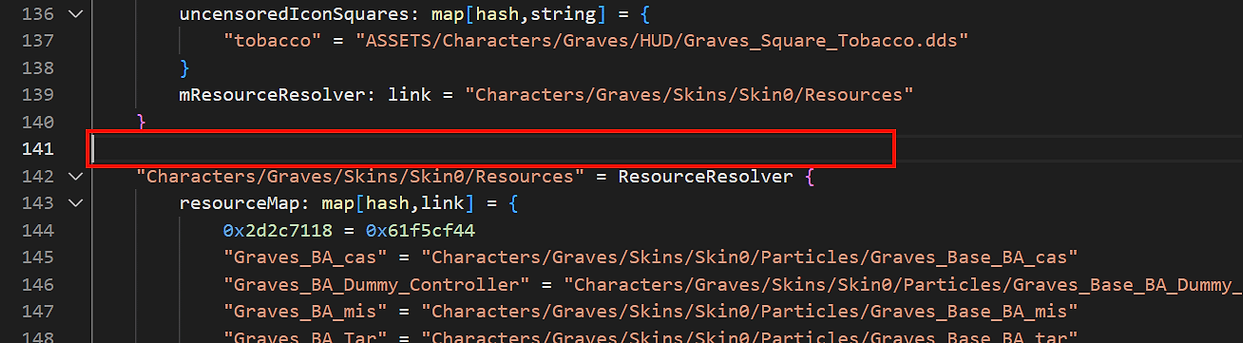 136 uncensoredIconSquares: map[hash,string] = {
137 "tobacco" = "ASSETS/Characters/Graves/HUD/Graves_Square_Tobacco.dds"
138 }
139 mResourceResolver: link = "Characters/Graves/Skins/Skin0/Resources"
140 }
141
142 "Characters/Graves/Skins/Skin0/Resources" = ResourceResolver {
143 resourceMap: map[hash,link] = {
144 0x2d2c7118 = 0x61f5cf44
145 "Graves_BA_cas" = "Characters/Graves/Skins/Skin0/Particles/Graves_Base_BA_cas"
146 "Graves_BA_Dummy_Controller" = "Characters/Graves/Skins/Skin0/Particles/Graves_Base_BA_Dummy_
147 "Graves_BA_mis" = "Characters/Graves/Skins/Skin0/Particles/Graves_Base_BA_mis"
148 "Graves_BA_Tar" = "Characters/Graves/Skins/Skin0/Particles/Graves_Base_BA_tar"